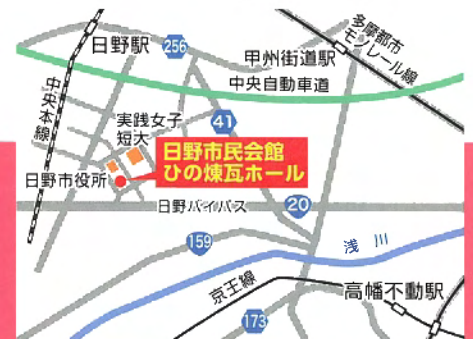 日野駅
256
甲州街道駅
多摩都市
モノレール線
中央自動車道
中央本線
実践女子
短大
41
日野市民会館
ひの煉瓦ホール
日野市役所
日野バイパス
20
159
浅川
京王線
高幡不動駅
173